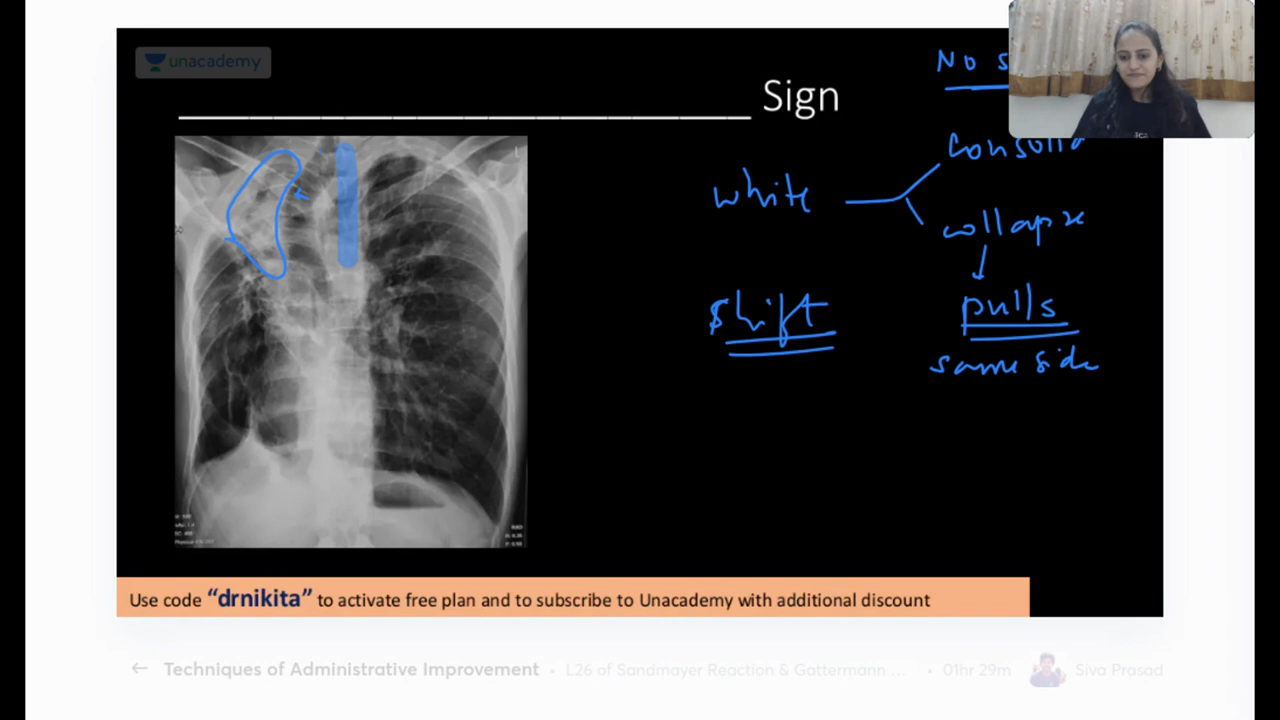 unacademy
No s
Sign
consolid
white
collapse
shift
pulls
same side
Use code “drnikita” to activate free plan and to subscribe to Unacademy with additional discount
← Techniques of Administrative Improvement • L26 of Sandmayer Reaction & Gattermann ... • 01hr 29m Siva Prasad